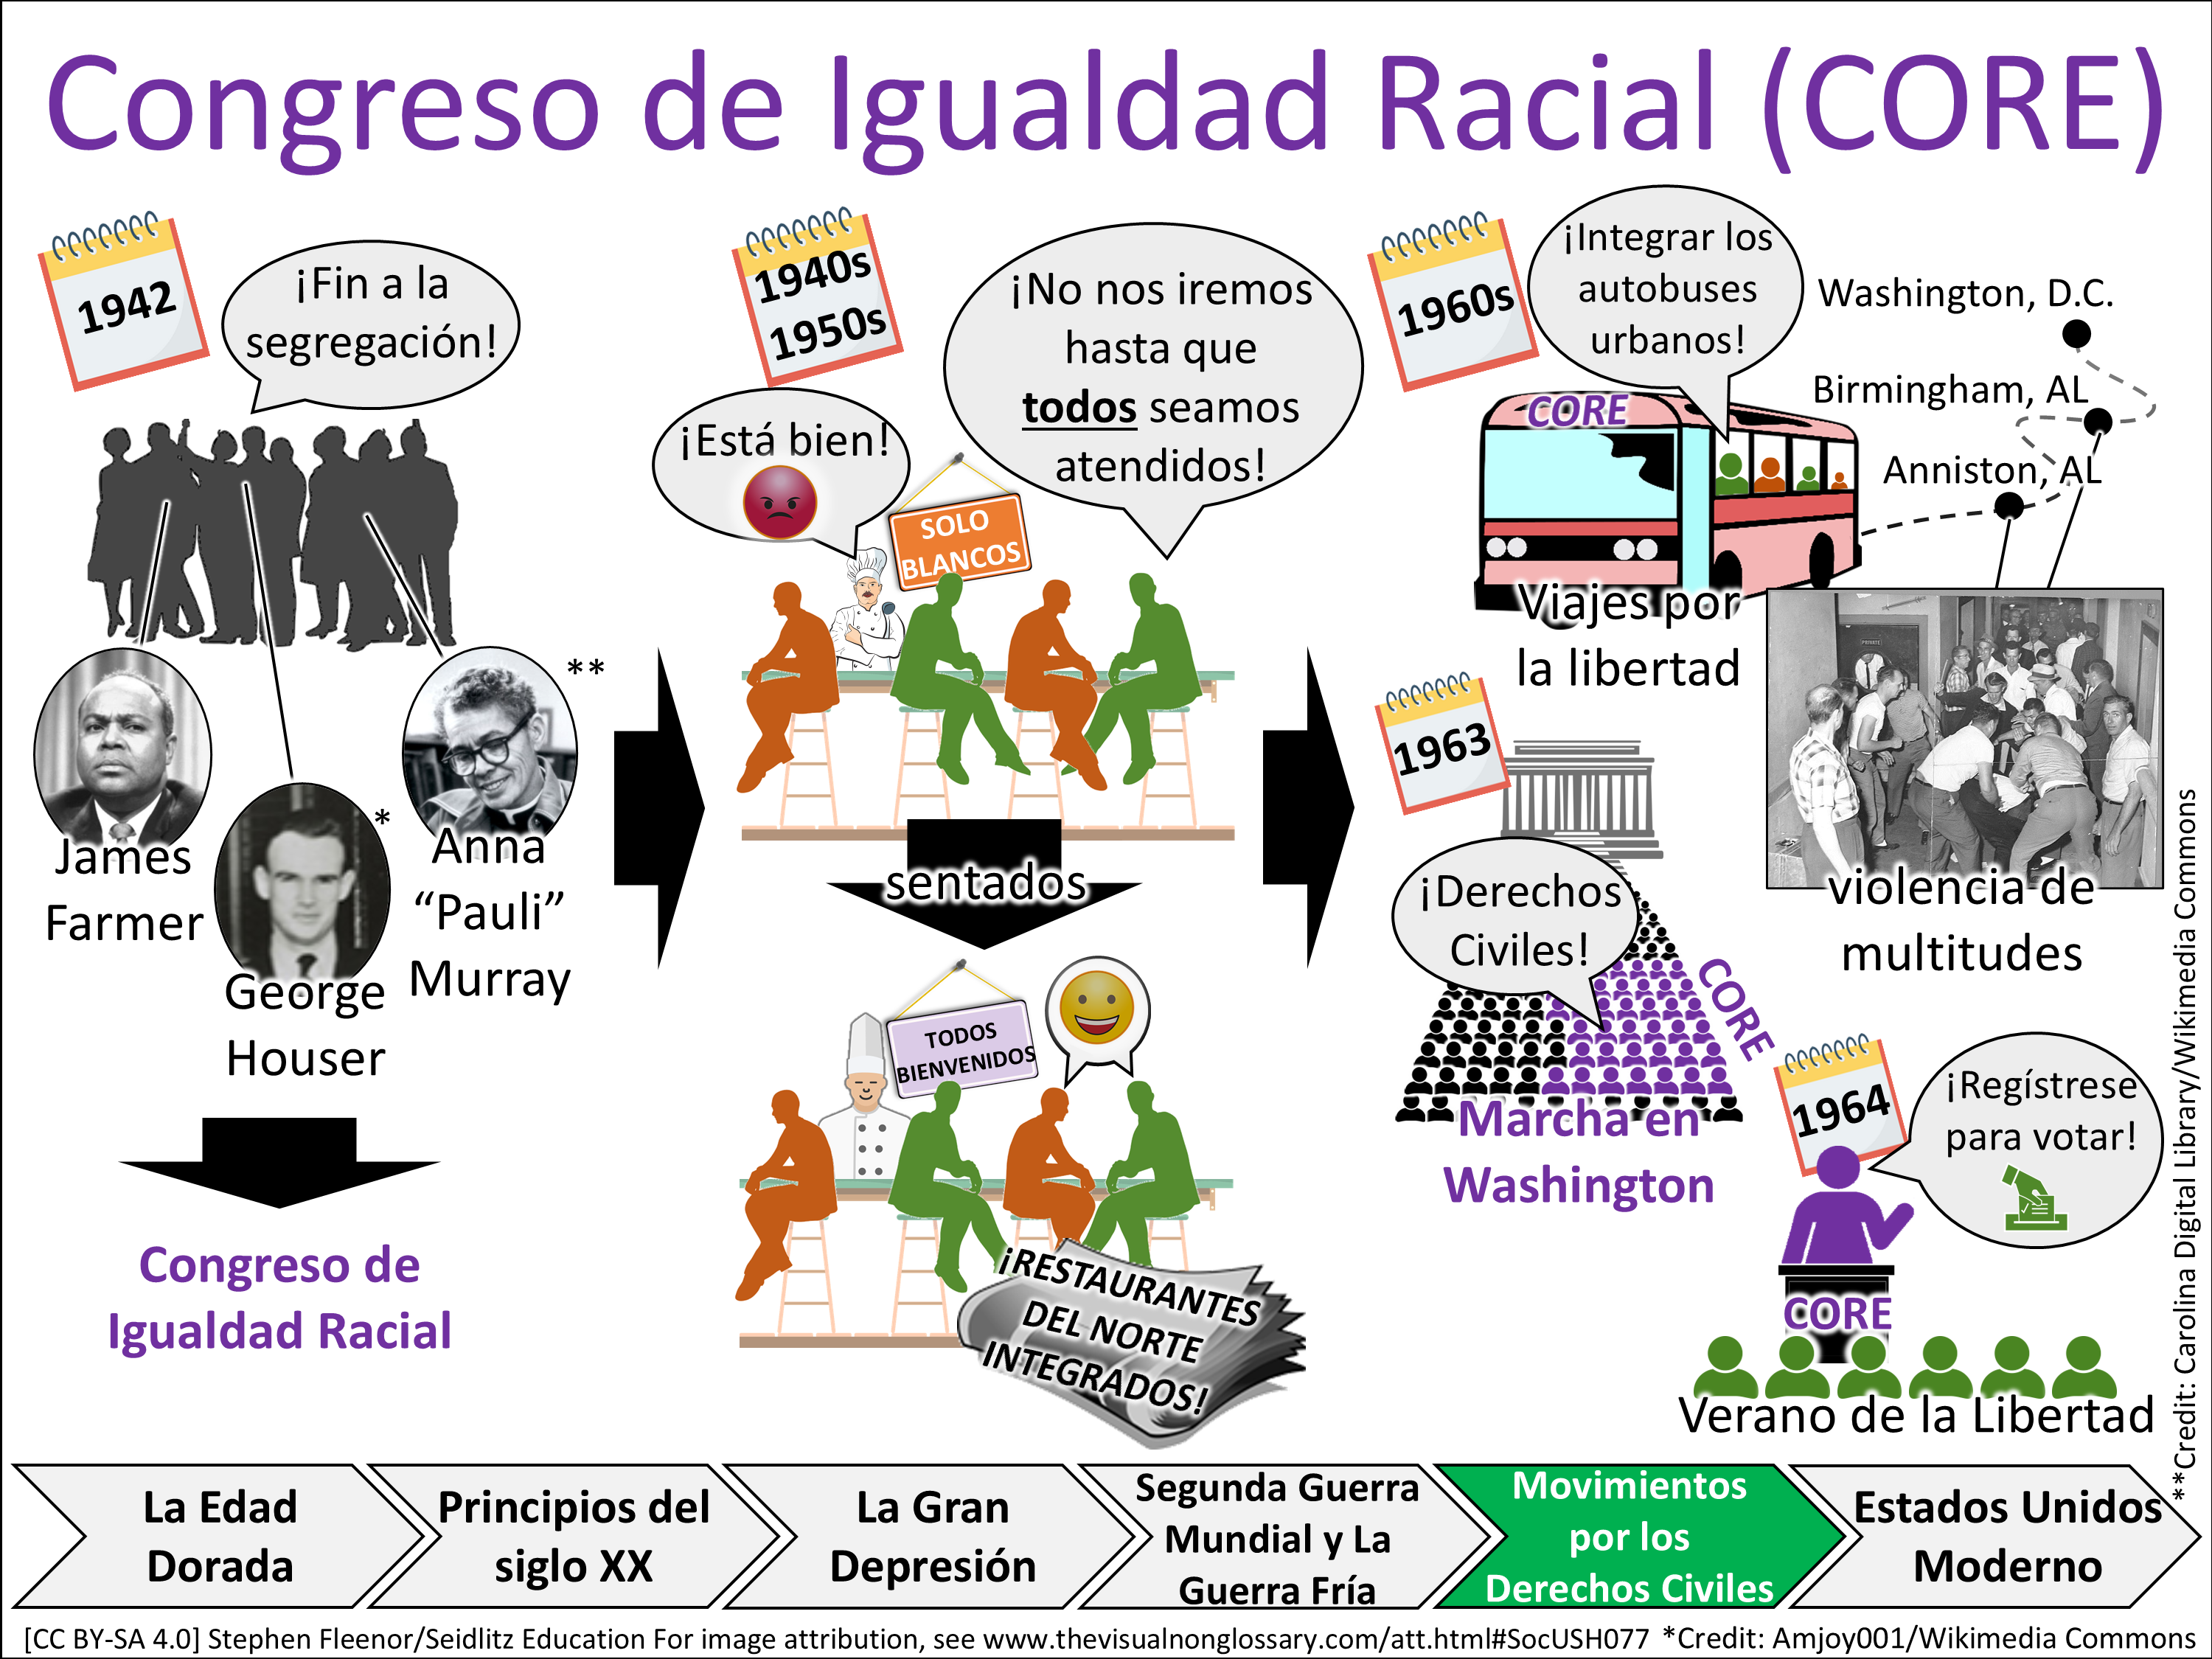 Congreso de Igualdad Racial (CORE)
1942
¡Fin a la
segregación!
James
Farmer
*
George
Houser
**
Anna
“Pauli”
Murray
Congreso de
Igualdad Racial
1940s
1950s
¡Está bien!
¡No nos iremos
hasta que
todos seamos
atendidos!
SOLO
BLANCOS
sentados
TODOS
BIENVENIDOS
¡RESTAURANTES
DEL NORTE
INTEGRADOS!
1960s
¡Integrar los
autobuses
urbanos!
CORE
Washington, D.C.
Birmingham, AL
Anniston, AL
Viajes por
la libertad
PRIVATE
violencia de
multitudes
1963
¡Derechos
Civiles!
CORE
Marcha en
Washington
1964
¡Regístrese
para votar!
CORE
Verano de la Libertad
**Credit: Carolina Digital Library/Wikimedia Commons
La Edad
Dorada
Principios del
siglo XX
La Gran
Depresión
Segunda Guerra
Mundial y La
Guerra Fría
Movimientos
por los
Derechos Civiles
Estados Unidos
Moderno
[CC BY-SA 4.0] Stephen Fleenor/Seidlitz Education For image attribution, see www.thevisualnonglossary.com/att.html#SocUSH077 *Credit: Amjoy001/Wikimedia Commons